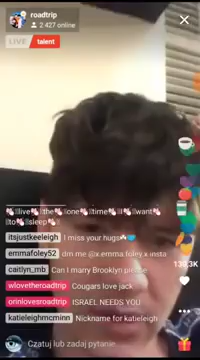 roadtrip
2 427 online
LIVE talent
live the one time I want
to sleep
itsjustkeeleigh I miss your hugs
emmafoley52 dm me @x.emma.foley.x insta
caitlyn_mb Can I marry Brooklyn please
wlovetheroadtrip Cougars love jack
orinlovesroadtrip ISRAEL NEEDS YOU
katieleighmcminn Nickname for katieleigh
Czatuj lub zadaj pytanie